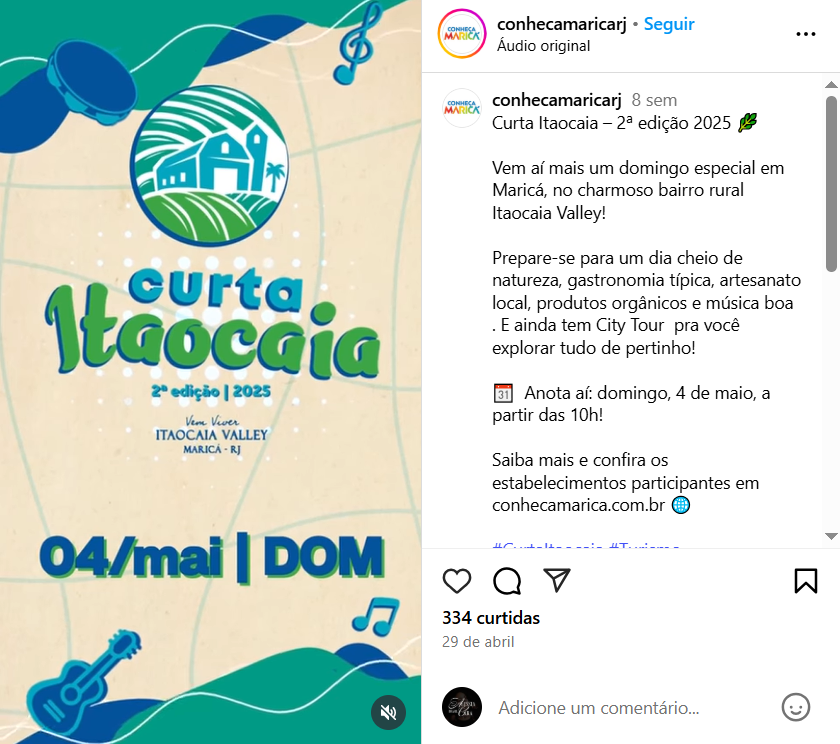 curta
Itaocaia
2ª edição | 2025
Vem Viver
ITAOCAIA VALLEY
MARICÁ - RJ
04/mai | DOM
CONHEÇA
MARICÁ
conhecamaricarj • Seguir
Áudio original
CONHEÇA
MARICÁ
conhecamaricarj 8 sem
Curta Itaocaia – 2ª edição 2025 🌿
Vem aí mais um domingo especial em
Maricá, no charmoso bairro rural
Itaocaia Valley!
Prepare-se para um dia cheio de
natureza, gastronomia típica, artesanato
local, produtos orgânicos e música boa
. E ainda tem City Tour pra você
explorar tudo de pertinho!
📅 Anota aí: domingo, 4 de maio, a
partir das 10h!
Saiba mais e confira os
estabelecimentos participantes em
conhecamarica.com.br 🌐
#CurtaItaocaia #Turismo
334 curtidas
29 de abril
Adicione um comentário...